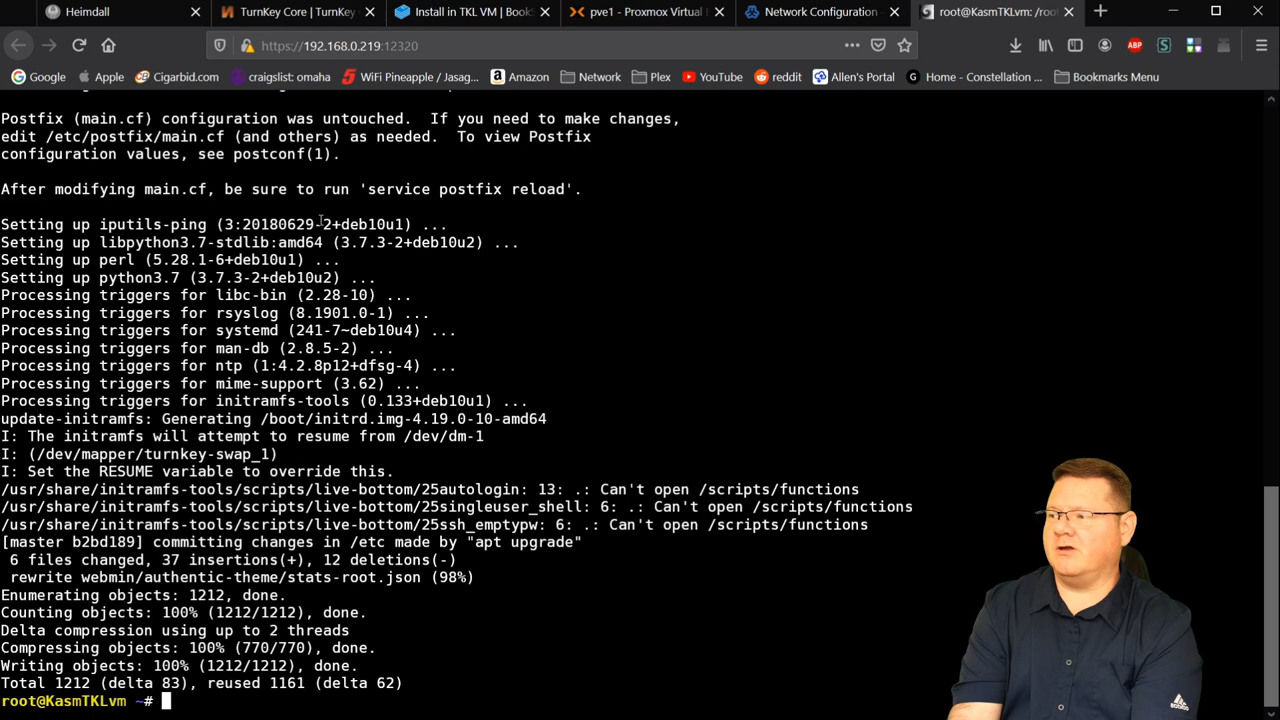 Heimdall
TurnKey Core | TurnKey
Install in TKL VM | Book
pve1 - Proxmox Virtual
Network Configuration
root@KasmTKLvm: /roo
https://192.168.0.219:12320
ABP
Google
Apple
Cigarbid.com
craigslist: omaha
WiFi Pineapple / Jasag...
Amazon
Network
Plex
YouTube
reddit
Allen's Portal
Home - Constellation ...
Bookmarks Menu
Postfix (main.cf) configuration was untouched.  If you need to make changes,
edit /etc/postfix/main.cf (and others) as needed.  To view Postfix
configuration values, see postconf(1).
After modifying main.cf, be sure to run 'service postfix reload'.
Setting up iputils-ping (3:20180629-2+deb10u1) ...
Setting up libpython3.7-stdlib:amd64 (3.7.3-2+deb10u2) ...
Setting up perl (5.28.1-6+deb10u1) ...
Setting up python3.7 (3.7.3-2+deb10u2) ...
Processing triggers for libc-bin (2.28-10) ...
Processing triggers for rsyslog (8.1901.0-1) ...
Processing triggers for systemd (241-7~deb10u4) ...
Processing triggers for man-db (2.8.5-2) ...
Processing triggers for ntp (1:4.2.8p12+dfsg-4) ...
Processing triggers for mime-support (3.62) ...
Processing triggers for initramfs-tools (0.133+deb10u1) ...
update-initramfs: Generating /boot/initrd.img-4.19.0-10-amd64
I: The initramfs will attempt to resume from /dev/dm-1
I: (/dev/mapper/turnkey-swap_1)
I: Set the RESUME variable to override this.
/usr/share/initramfs-tools/scripts/live-bottom/25autologin: 13: .: Can't open /scripts/functions
/usr/share/initramfs-tools/scripts/live-bottom/25singleuser_shell: 6: .: Can't open /scripts/functions
/usr/share/initramfs-tools/scripts/live-bottom/25ssh_emptypw: 6: .: Can't open /scripts/functions
[master b2bd189] committing changes in /etc made by "apt upgrade"
 6 files changed, 37 insertions(+), 12 deletions(-)
 rewrite webmin/authentic-theme/stats-root.json (98%)
Enumerating objects: 1212, done.
Counting objects: 100% (1212/1212), done.
Delta compression using up to 2 threads
Compressing objects: 100% (770/770), done.
Writing objects: 100% (1212/1212), done.
Total 1212 (delta 83), reused 1161 (delta 62)
root@KasmTKLvm ~#